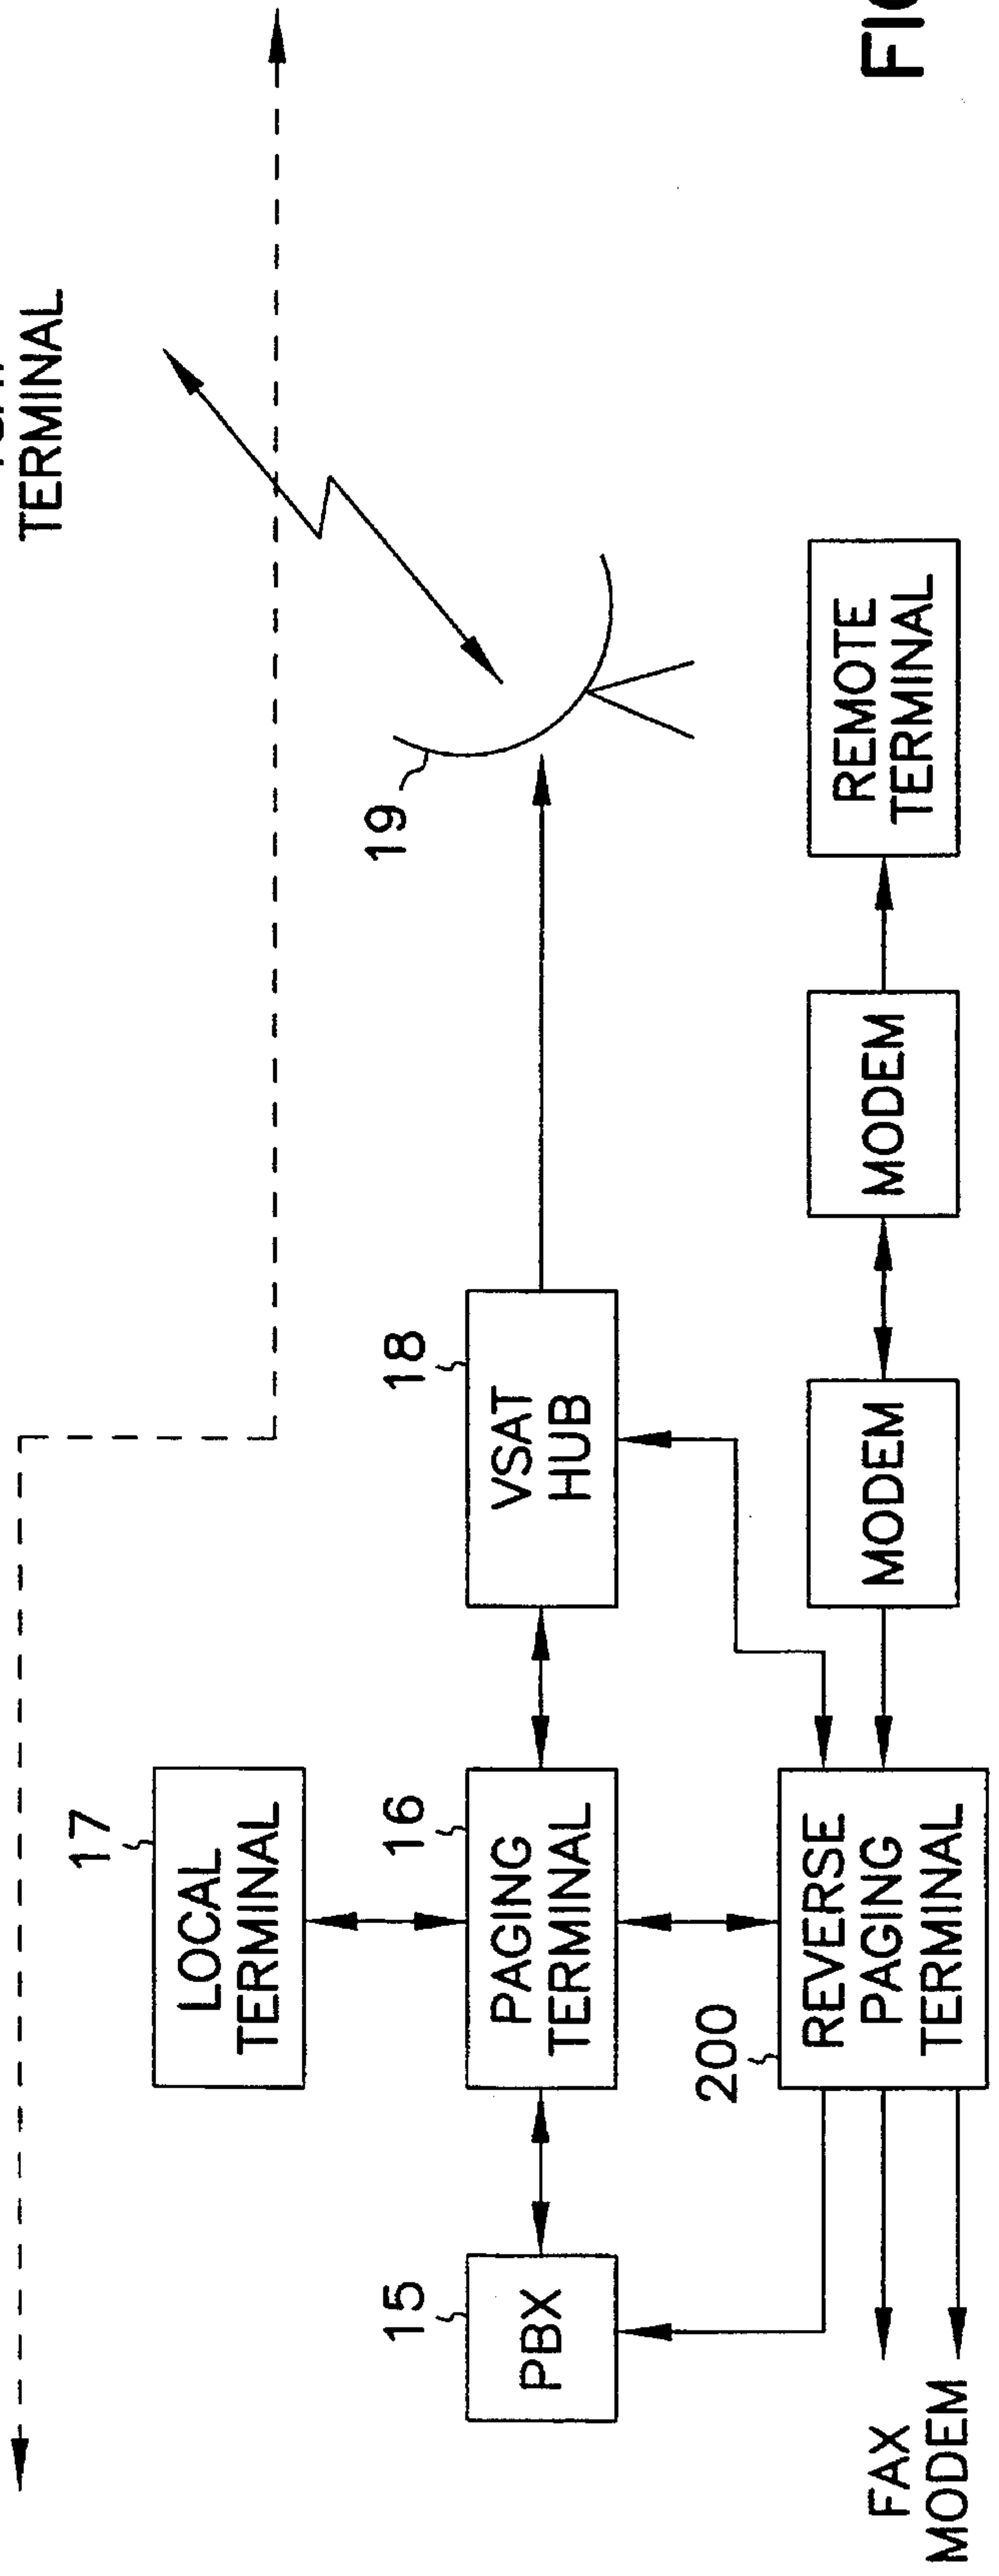 TERMINAL
17
LOCAL
TERMINAL
15
PBX
16
PAGING
TERMINAL
18
VSAT
HUB
19
200
REVERSE
PAGING
TERMINAL
MODEM
MODEM
REMOTE
TERMINAL
FAX
MODEM